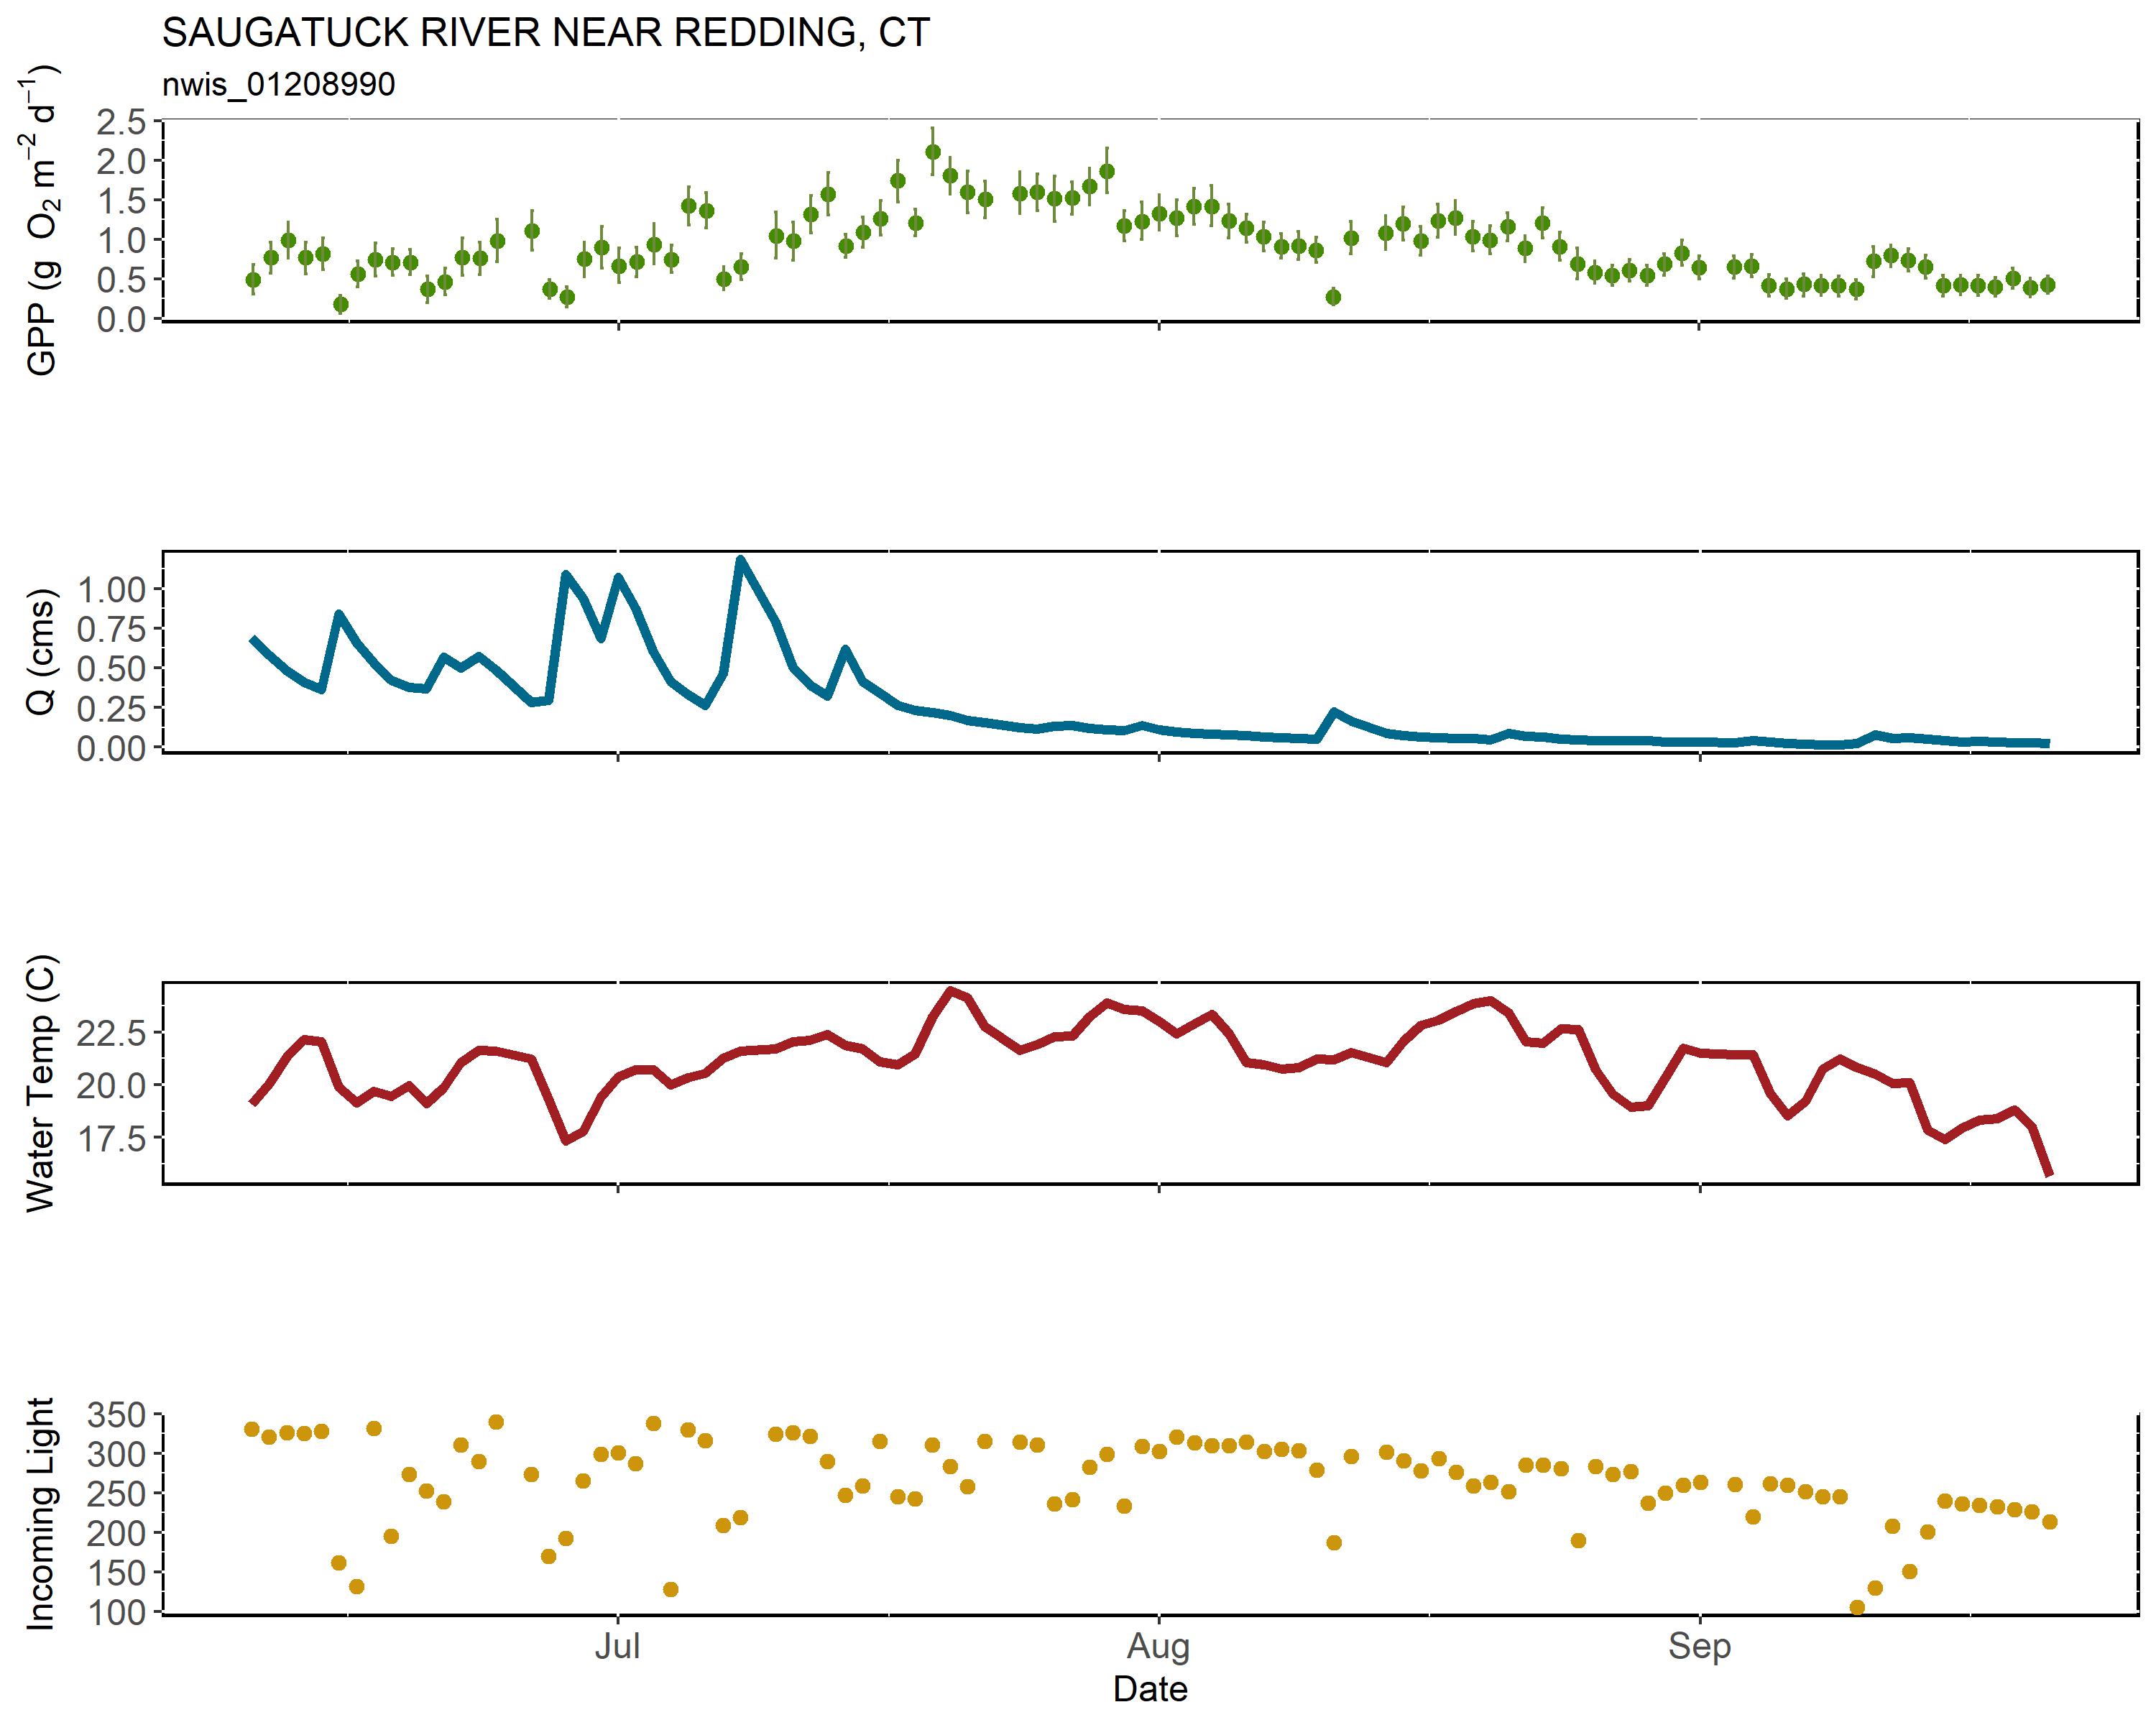 SAUGATUCK RIVER NEAR REDDING, CT
nwis_01208990
GPP (g O₂ m⁻² d⁻¹)
2.5
2.0
1.5
1.0
0.5
0.0
Q (cms)
1.00
0.75
0.50
0.25
0.00
Water Temp (C)
22.5
20.0
17.5
Incoming Light
350
300
250
200
150
100
Jul Aug Sep
Date